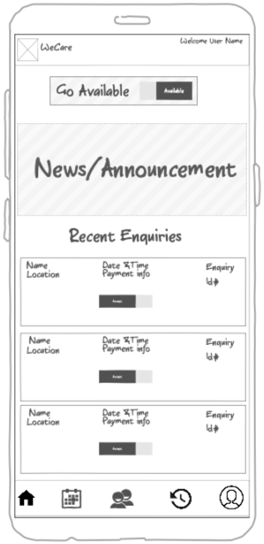 WeCare
Welcome User Name
Go Available
Available
News/Announcement
Recent Enquiries
Name
Location
Date & Time
Payment info
Enquiry
Id#
Name
Location
Date & Time
Payment info
Enquiry
Id#
Name
Location
Date & Time
Payment info
Enquiry
Id#